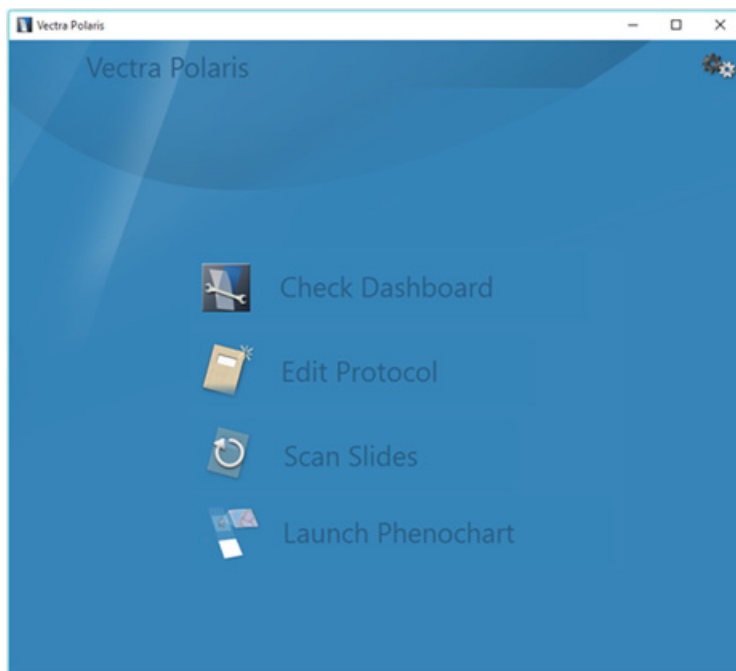 Vectra Polaris
Vectra Polaris
Check Dashboard
Edit Protocol
Scan Slides
Launch Phenochart